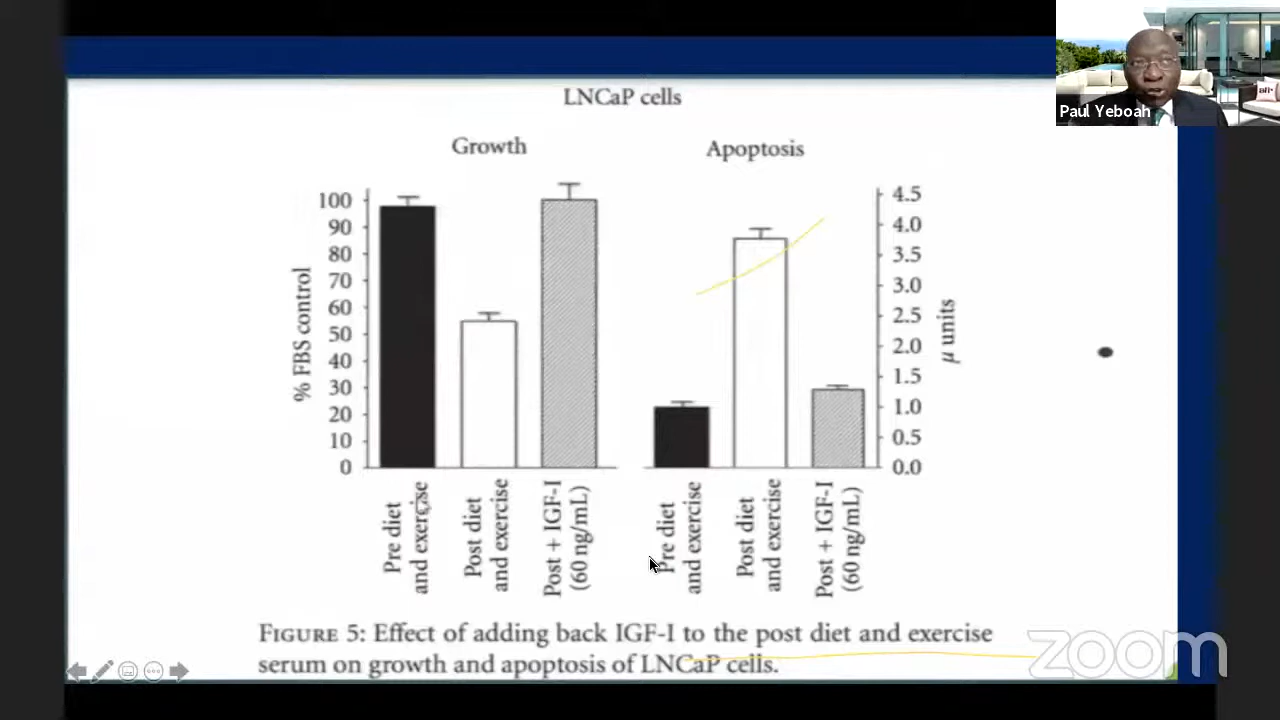 LNCaP cells
Growth
Apoptosis
% FBS control
100
90
80
70
60
50
40
30
20
10
0
Pre diet
and exercise
Post diet
and exercise
Post + IGF-I
(60 ng/mL)
Pre diet
and exercise
Post diet
and exercise
Post + IGF-I
(60 ng/mL)
4.5
4.0
3.5
3.0
2.5
2.0
1.5
1.0
0.5
0.0
μ units
FIGURE 5: Effect of adding back IGF-I to the post diet and exercise
serum on growth and apoptosis of LNCaP cells.
Paul Yeboah
afi
zoom